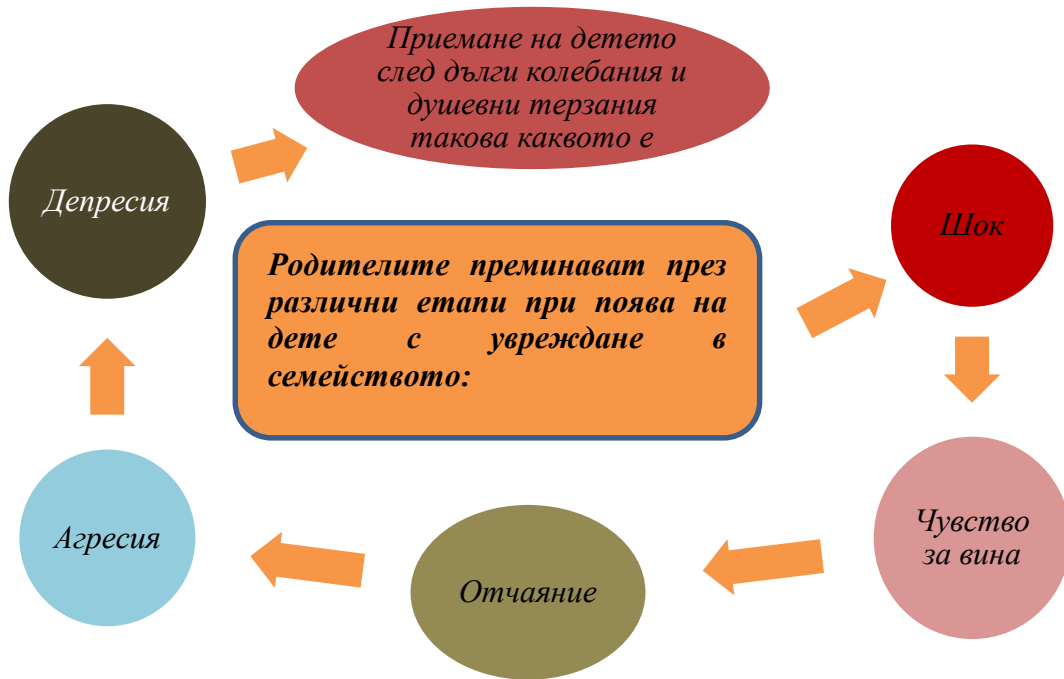 Приемане на детето
след дълги колебания и
душевни терзания
такова каквото е
Депресия
Шок
Родителите преминават през
различни етапи при поява на
дете с увреждане в
семейството:
Агресия
Отчаяние
Чувство
за вина